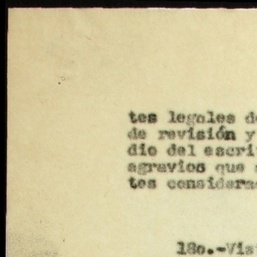 tes legales de
de revisión y
dio del escri
agravios que
tes considera
18o.-Vis